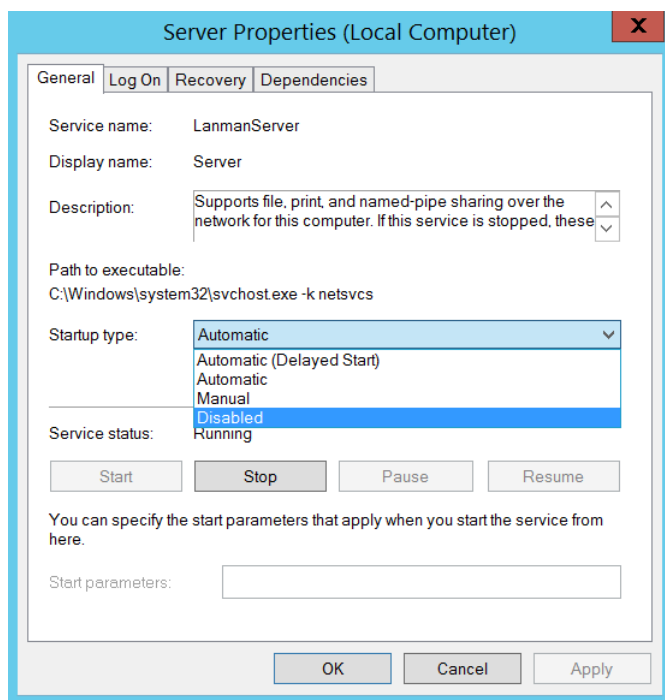 Server Properties (Local Computer)
X
General Log On Recovery Dependencies
Service name: LanmanServer
Display name: Server
Description: Supports file, print, and named-pipe sharing over the
network for this computer. If this service is stopped, these
Path to executable:
C:\Windows\system32\svchost.exe -k netsvcs
Startup type: Automatic
Automatic (Delayed Start)
Automatic
Manual
Disabled
Service status: Running
Start Stop Pause Resume
You can specify the start parameters that apply when you start the service from
here.
Start parameters:
OK Cancel Apply